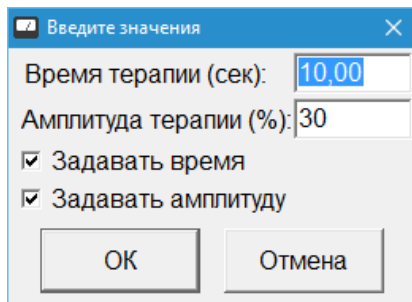 Введите значения
Время терапии (сек): 10,00
Амплитуда терапии (%): 30
Задавать время
Задавать амплитуду
ОК Отмена